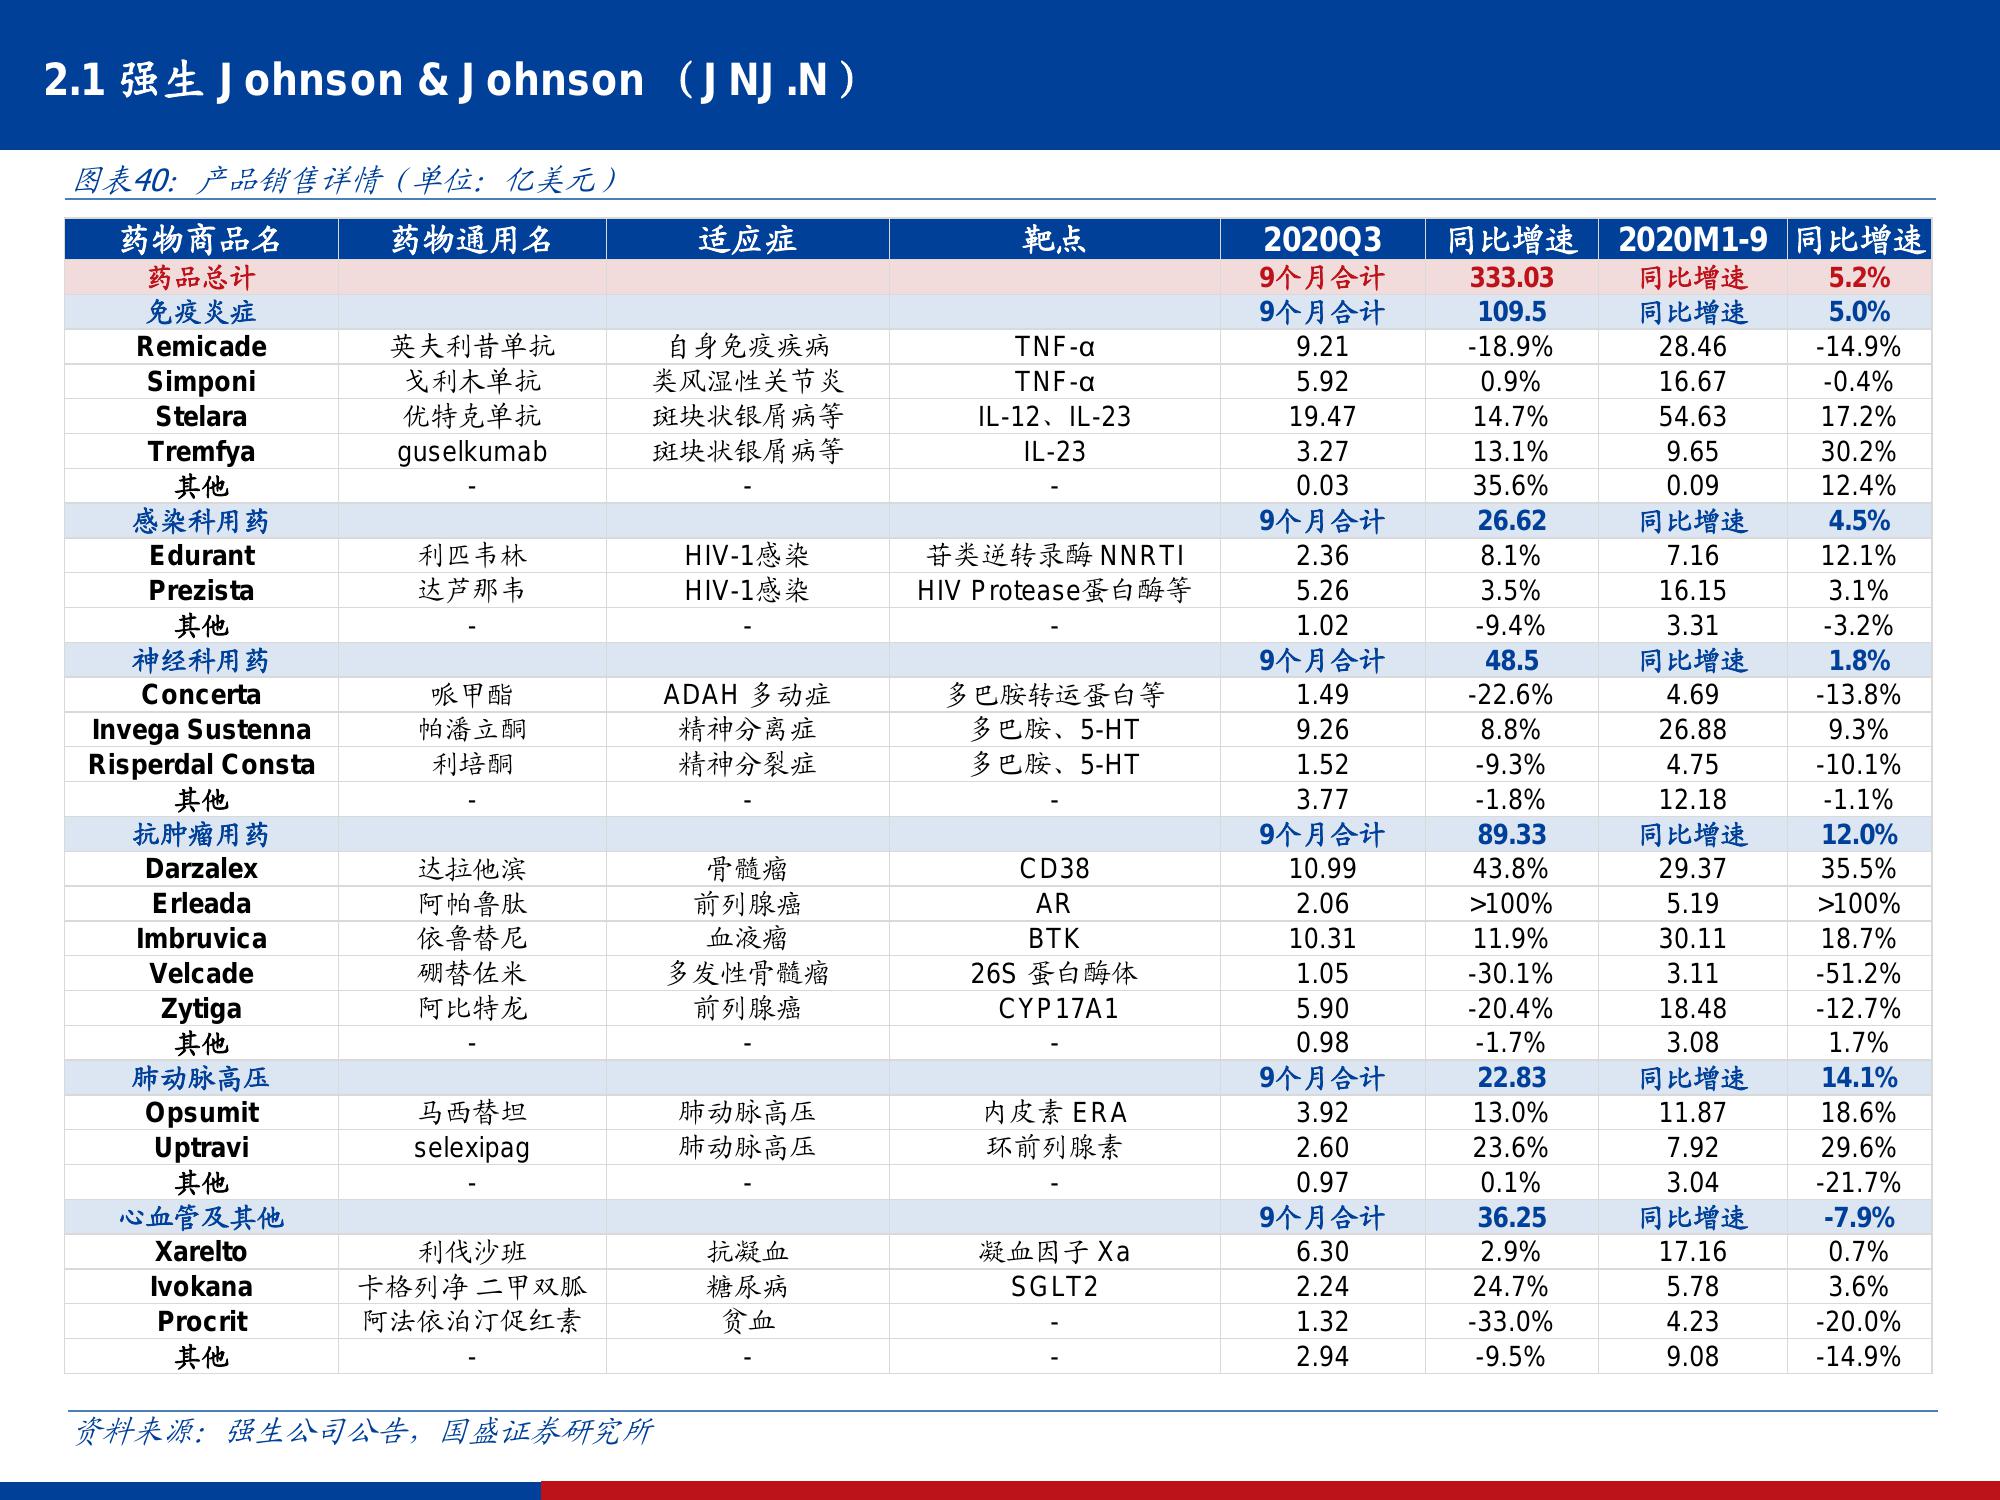 2.1 强生 Johnson & Johnson （JNJ.N）
图表40：产品销售详情（单位：亿美元）
药物商品名 药物通用名 适应症 靶点 2020Q3 同比增速 2020M1-9 同比增速
药品总计 9个月合计 333.03 同比增速 5.2%
免疫炎症 9个月合计 109.5 同比增速 5.0%
Remicade 英夫利昔单抗 自身免疫疾病 TNF-α 9.21 -18.9% 28.46 -14.9%
Simponi 戈利木单抗 类风湿性关节炎 TNF-α 5.92 0.9% 16.67 -0.4%
Stelara 优特克单抗 斑块状银屑病等 IL-12、IL-23 19.47 14.7% 54.63 17.2%
Tremfya guselkumab 斑块状银屑病等 IL-23 3.27 13.1% 9.65 30.2%
其他 - - - 0.03 35.6% 0.09 12.4%
感染科用药 9个月合计 26.62 同比增速 4.5%
Edurant 利匹韦林 HIV-1感染 苷类逆转录酶 NNRTI 2.36 8.1% 7.16 12.1%
Prezista 达芦那韦 HIV-1感染 HIV Protease蛋白酶等 5.26 3.5% 16.15 3.1%
其他 - - - 1.02 -9.4% 3.31 -3.2%
神经科用药 9个月合计 48.5 同比增速 1.8%
Concerta 哌甲酯 ADAH 多动症 多巴胺转运蛋白等 1.49 -22.6% 4.69 -13.8%
Invega Sustenna 帕潘立酮 精神分离症 多巴胺、5-HT 9.26 8.8% 26.88 9.3%
Risperdal Consta 利培酮 精神分裂症 多巴胺、5-HT 1.52 -9.3% 4.75 -10.1%
其他 - - - 3.77 -1.8% 12.18 -1.1%
抗肿瘤用药 9个月合计 89.33 同比增速 12.0%
Darzalex 达拉他滨 骨髓瘤 CD38 10.99 43.8% 29.37 35.5%
Erleada 阿帕鲁肽 前列腺癌 AR 2.06 >100% 5.19 >100%
Imbruvica 依鲁替尼 血液瘤 BTK 10.31 11.9% 30.11 18.7%
Velcade 硼替佐米 多发性骨髓瘤 26S 蛋白酶体 1.05 -30.1% 3.11 -51.2%
Zytiga 阿比特龙 前列腺癌 CYP17A1 5.90 -20.4% 18.48 -12.7%
其他 - - - 0.98 -1.7% 3.08 1.7%
肺动脉高压 9个月合计 22.83 同比增速 14.1%
Opsumit 马西替坦 肺动脉高压 内皮素 ERA 3.92 13.0% 11.87 18.6%
Uptravi selexipag 肺动脉高压 环前列腺素 2.60 23.6% 7.92 29.6%
其他 - - - 0.97 0.1% 3.04 -21.7%
心血管及其他 9个月合计 36.25 同比增速 -7.9%
Xarelto 利伐沙班 抗凝血 凝血因子 Xa 6.30 2.9% 17.16 0.7%
Ivokana 卡格列净 二甲双胍 糖尿病 SGLT2 2.24 24.7% 5.78 3.6%
Procrit 阿法依泊汀促红素 贫血 - 1.32 -33.0% 4.23 -20.0%
其他 - - - 2.94 -9.5% 9.08 -14.9%
资料来源：强生公司公告，国盛证券研究所